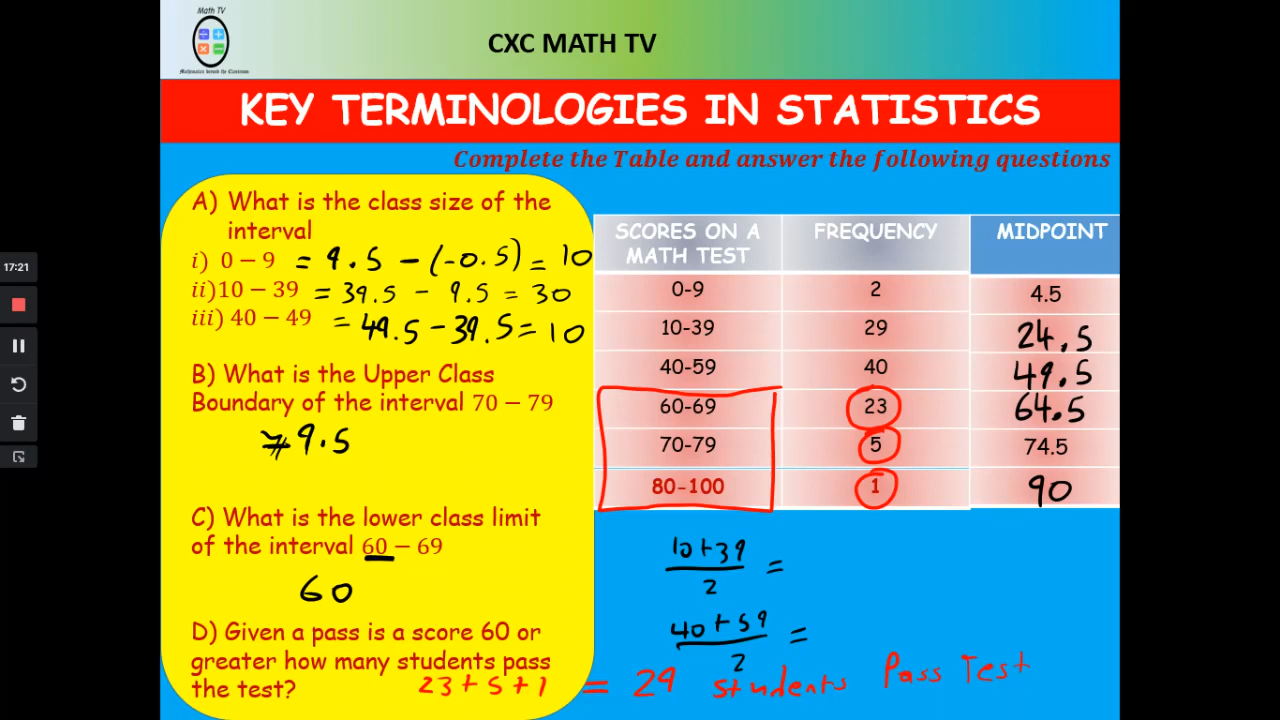 Math TV
Mathematics beyond the Classroom
CXC MATH TV
KEY TERMINOLOGIES IN STATISTICS
Complete the Table and answer the following questions
A) What is the class size of the
interval
i) 0 – 9 = 9.5 – (-0.5) = 10
ii) 10 – 39 = 39.5 - 9.5 = 30
iii) 40 – 49 = 49.5 - 39.5 = 10
B) What is the Upper Class
Boundary of the interval 70 – 79
79.5
C) What is the lower class limit
of the interval 60 – 69
60
D) Given a pass is a score 60 or
greater how many students pass
the test? 23 + 5 + 1 = 29 students Pass Test
SCORES ON A MATH TEST FREQUENCY MIDPOINT
0-9 2 4.5
10-39 29 24.5
40-59 40 49.5
60-69 23 64.5
70-79 5 74.5
80-100 1 90
10+39
2 =
40+59
2 =
17:21